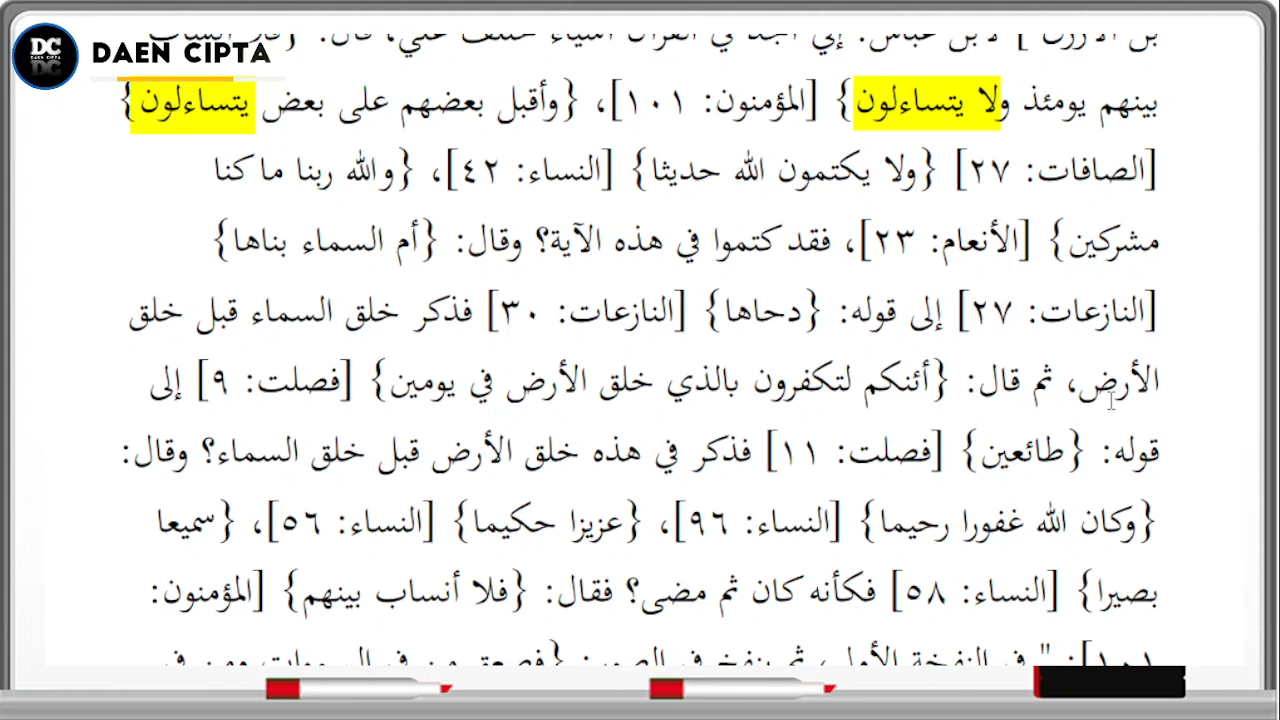 DC
DAEN CIPTA
DAEN CIPTA
بينهم يومئذ ولا يتساءلون} [المؤمنون: ١٠١]، {وأقبل بعضهم على بعض يتساءلون}
[الصافات: ٢٧] {ولا يكتمون الله حديثا} [النساء: ٤٢]، {والله ربنا ما كنا
مشركين} [الأنعام: ٢٣]، فقد كتموا في هذه الآية؟ وقال: {أم السماء بناها}
[النازعات: ٢٧] إلى قوله: {دحاها} [النازعات: ٣٠] فذكر خلق السماء قبل خلق
الأرض، ثم قال: {أئنكم لتكفرون بالذي خلق الأرض في يومين} [فصلت: ٩] إلى
قوله: {طائعين} [فصلت: ١١] فذكر في هذه خلق الأرض قبل خلق السماء؟ وقال:
{وكان الله غفورا رحيما} [النساء: ٩٦]، {عزيزا حكيما} [النساء: ٥٦]، {سميعا
بصيرا} [النساء: ٥٨] فكأنه كان ثم مضى؟ فقال: {فلا أنساب بينهم} [المؤمنون: